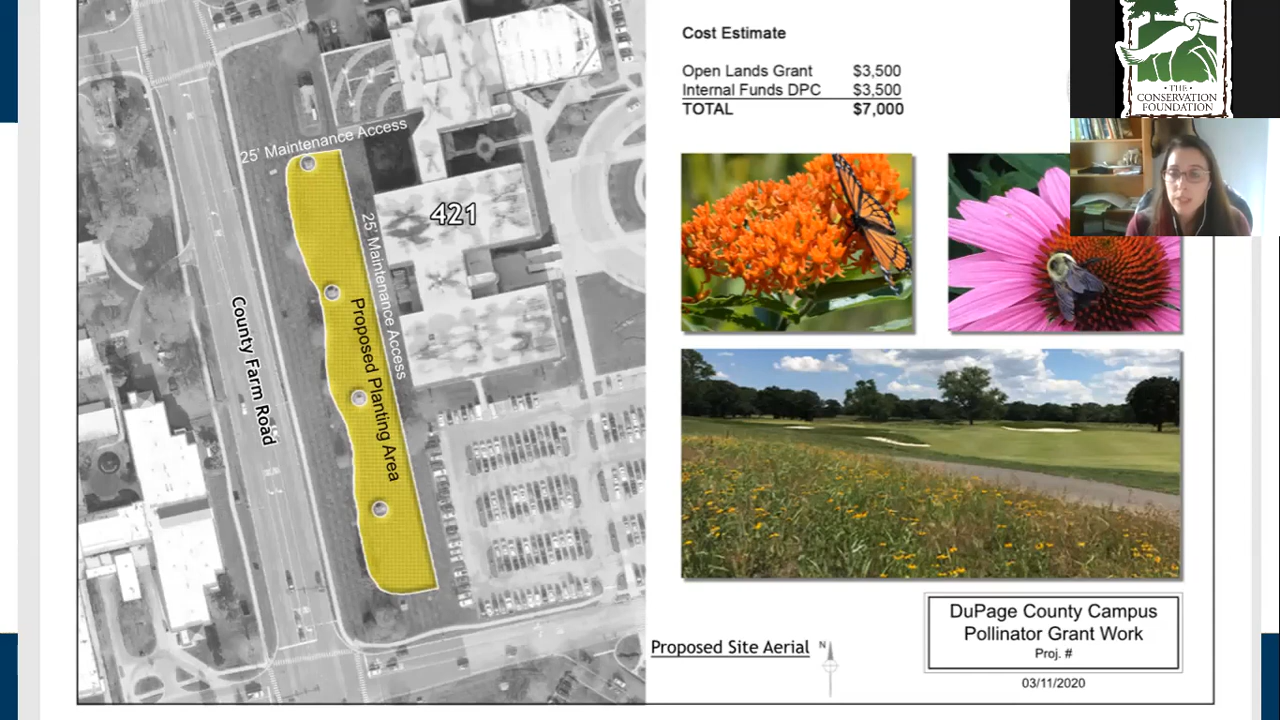 Cost Estimate
Open Lands Grant $3,500
Internal Funds DPC $3,500
TOTAL $7,000
THE
CONSERVATION
FOUNDATION
25' Maintenance Access
421
25' Maintenance Access
County Farm Road
Proposed Planting Area
Proposed Site Aerial
N
DuPage County Campus
Pollinator Grant Work
Proj. #
03/11/2020